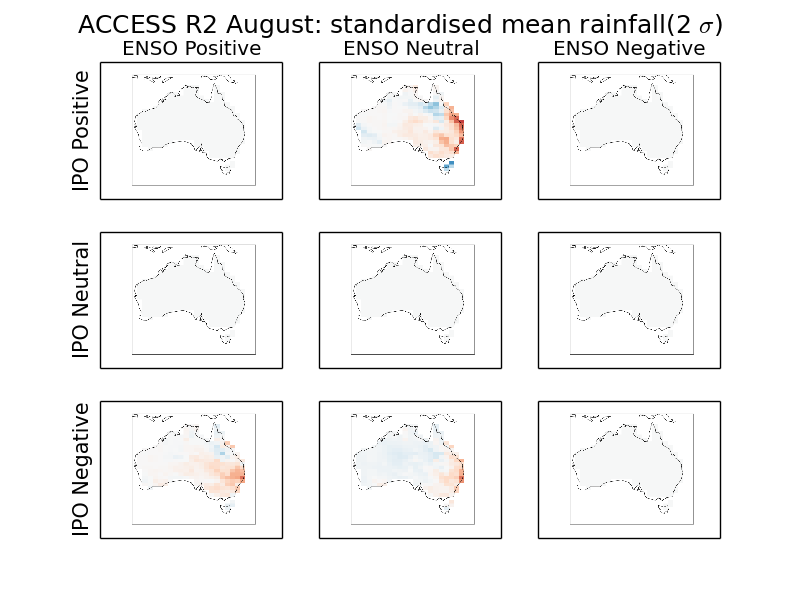 ACCESS R2 August: standardised mean rainfall(2 σ)
ENSO Positive ENSO Neutral ENSO Negative
IPO Positive
IPO Neutral
IPO Negative